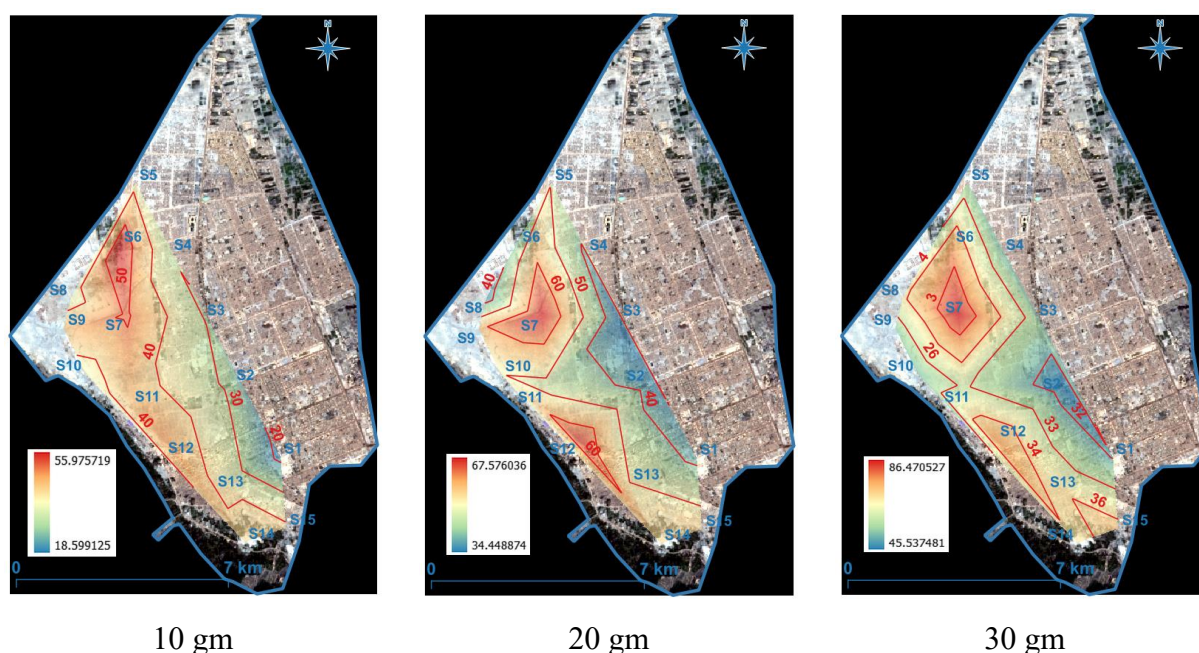 N
S5
S6
S4
50
S8
S3
S9
S7
40
S10
S2
S11
30
40
S12
20
S1
55.975719
S13
18.599125
S15
S14
0
7 km
10 gm
N
S5
S6
S4
40
50
60
S8
S3
S7
S9
S10
S2
S11
40
S12
60
S1
67.576036
S13
34.448874
S15
S14
0
7 km
20 gm
N
S5
S6
S4
4
S8
3
S7
S3
S9
26
S10
S2
S11
32
33
S12
34
S1
86.470527
S13
36
45.537481
S15
S14
0
7 km
30 gm